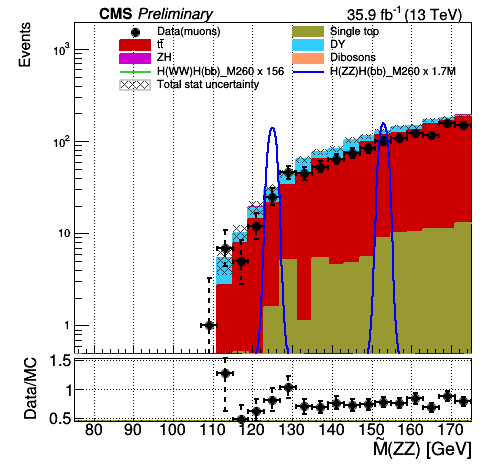 CMS Preliminary 35.9 fb⁻¹ (13 TeV)
Data(muons) Single top
tt̄ DY
ZH Dibosons
H(WW)H(bb)_M260 x 156 H(ZZ)H(bb)_M260 x 1.7M
Total stat uncertainty
Events
10³
10²
10
1
Data/MC
1.5
1
0.5
80 90 100 110 120 130 140 150 160 170
M̃(ZZ) [GeV]